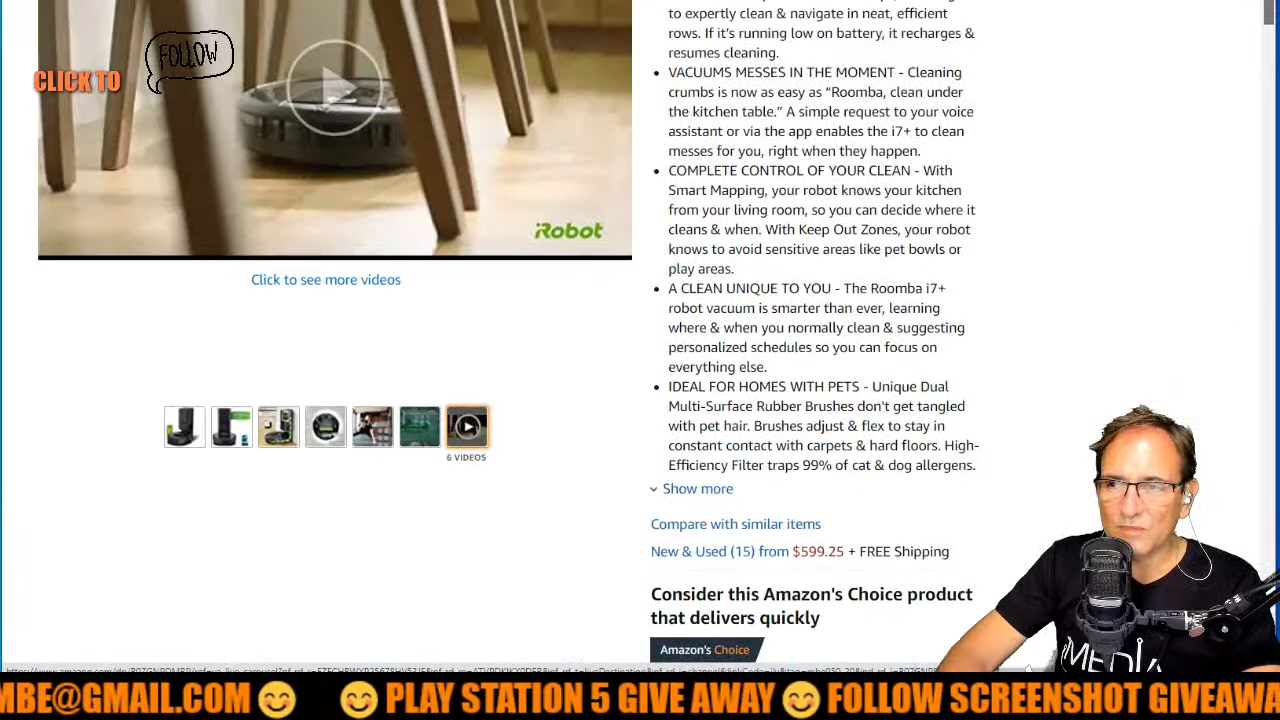 to expertly clean & navigate in neat, efficient
rows. If it’s running low on battery, it recharges &
resumes cleaning.
VACUUMS MESSES IN THE MOMENT - Cleaning
crumbs is now as easy as “Roomba, clean under
the kitchen table.” A simple request to your voice
assistant or via the app enables the i7+ to clean
messes for you, right when they happen.
COMPLETE CONTROL OF YOUR CLEAN - With
Smart Mapping, your robot knows your kitchen
from your living room, so you can decide where it
cleans & when. With Keep Out Zones, your robot
knows to avoid sensitive areas like pet bowls or
play areas.
A CLEAN UNIQUE TO YOU - The Roomba i7+
robot vacuum is smarter than ever, learning
where & when you normally clean & suggesting
personalized schedules so you can focus on
everything else.
IDEAL FOR HOMES WITH PETS - Unique Dual
Multi-Surface Rubber Brushes don't get tangled
with pet hair. Brushes adjust & flex to stay in
constant contact with carpets & hard floors. High-
Efficiency Filter traps 99% of cat & dog allergens.
Show more
Compare with similar items
New & Used (15) from $599.25 + FREE Shipping
Consider this Amazon's Choice product
that delivers quickly
Amazon's Choice
CLICK TO
FOLLOW
iRobot
Click to see more videos
6 VIDEOS
MEDIA
MBE@GMAIL.COM 😊 😊 PLAY STATION 5 GIVE AWAY 😊 FOLLOW SCREENSHOT GIVEAWA